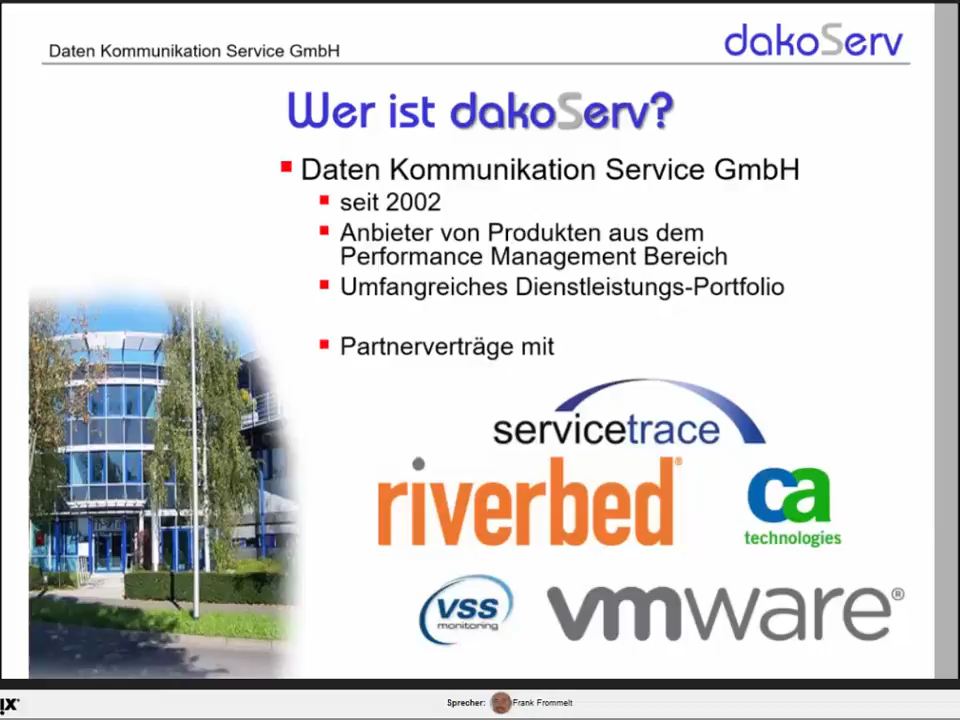 Daten Kommunikation Service GmbH
dakoServ
Wer ist dakoServ?
Daten Kommunikation Service GmbH
seit 2002
Anbieter von Produkten aus dem
Performance Management Bereich
Umfangreiches Dienstleistungs-Portfolio
Partnerverträge mit
servicetrace
riverbed®
ca
technologies
VSS
monitoring
vmware®
Sprecher: Frank Frommelt